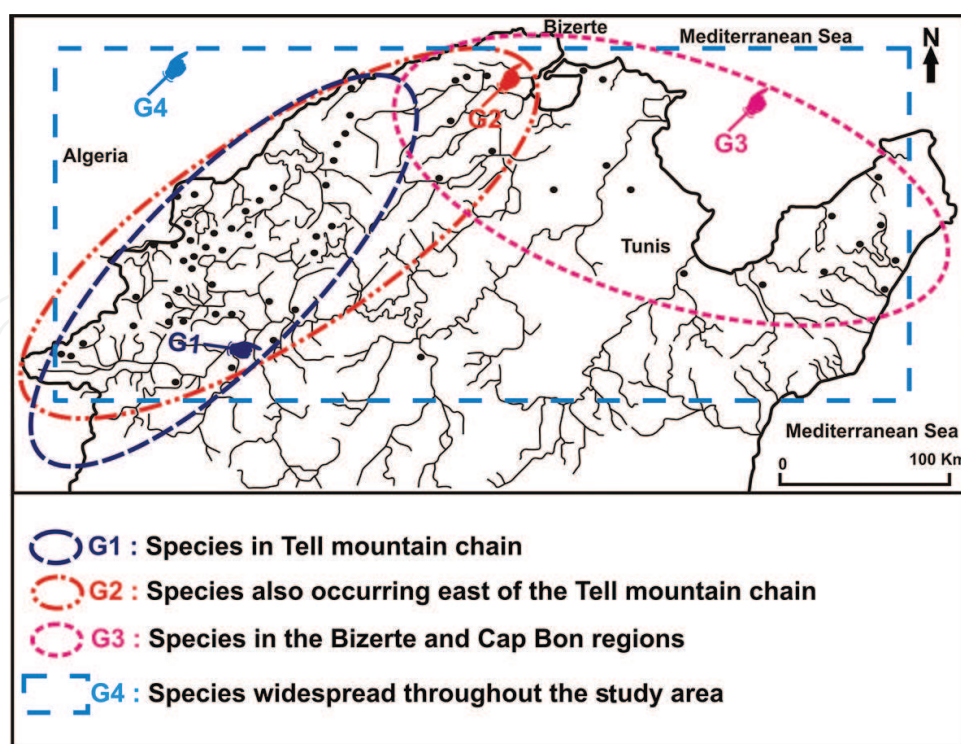 Bizerte
Mediterranean Sea
N
G4
G2
G3
Algeria
Tunis
G1
Mediterranean Sea
0 100 Km
G1 : Species in Tell mountain chain
G2 : Species also occurring east of the Tell mountain chain
G3 : Species in the Bizerte and Cap Bon regions
G4 : Species widespread throughout the study area